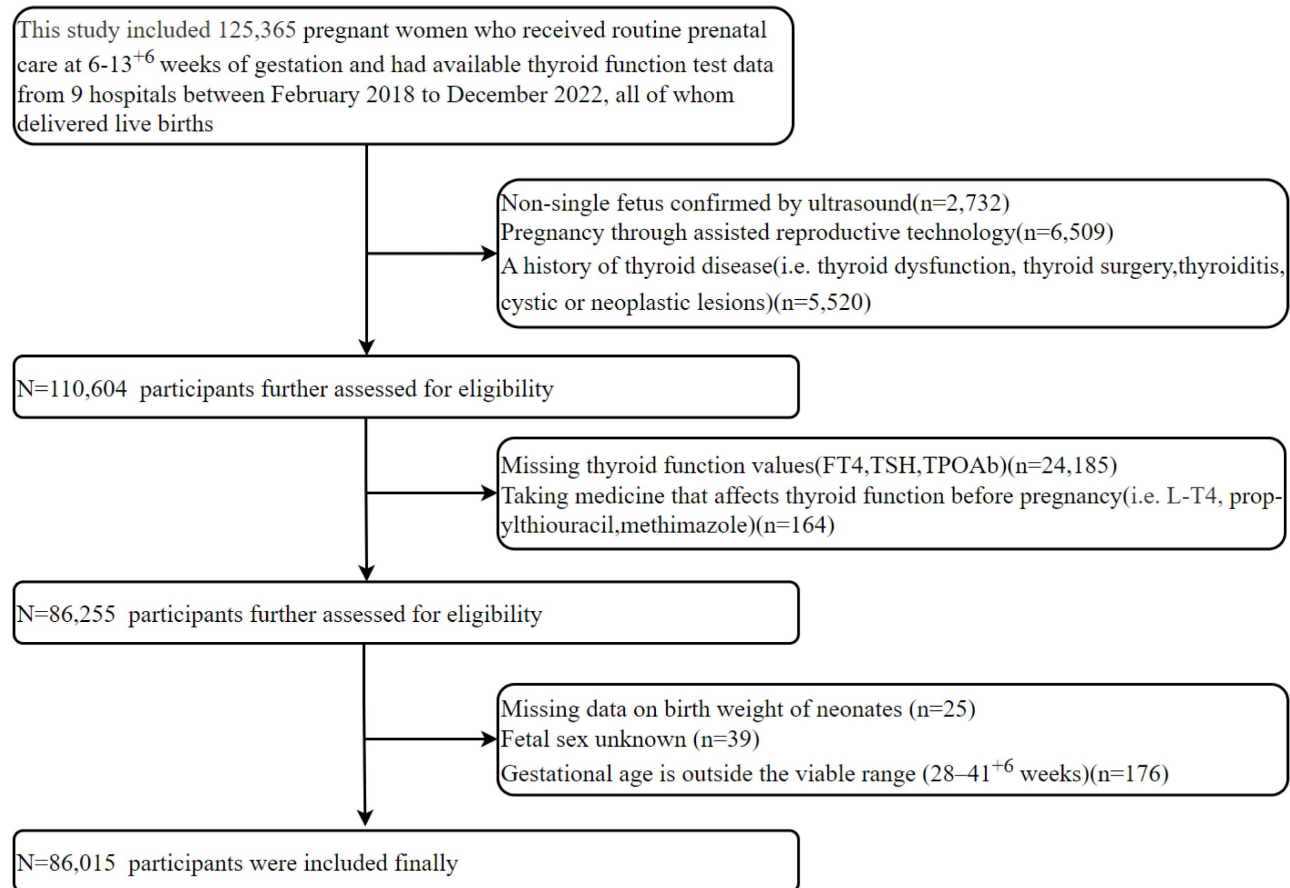 This study included 125,365 pregnant women who received routine prenatal
care at 6-13⁺⁶ weeks of gestation and had available thyroid function test data
from 9 hospitals between February 2018 to December 2022, all of whom
delivered live births
Non-single fetus confirmed by ultrasound(n=2,732)
Pregnancy through assisted reproductive technology(n=6,509)
A history of thyroid disease(i.e. thyroid dysfunction, thyroid surgery,thyroiditis,
cystic or neoplastic lesions)(n=5,520)
N=110,604 participants further assessed for eligibility
Missing thyroid function values(FT4,TSH,TPOAb)(n=24,185)
Taking medicine that affects thyroid function before pregnancy(i.e. L-T4, prop-
ylthiouracil,methimazole)(n=164)
N=86,255 participants further assessed for eligibility
Missing data on birth weight of neonates (n=25)
Fetal sex unknown (n=39)
Gestational age is outside the viable range (28–41⁺⁶ weeks)(n=176)
N=86,015 participants were included finally